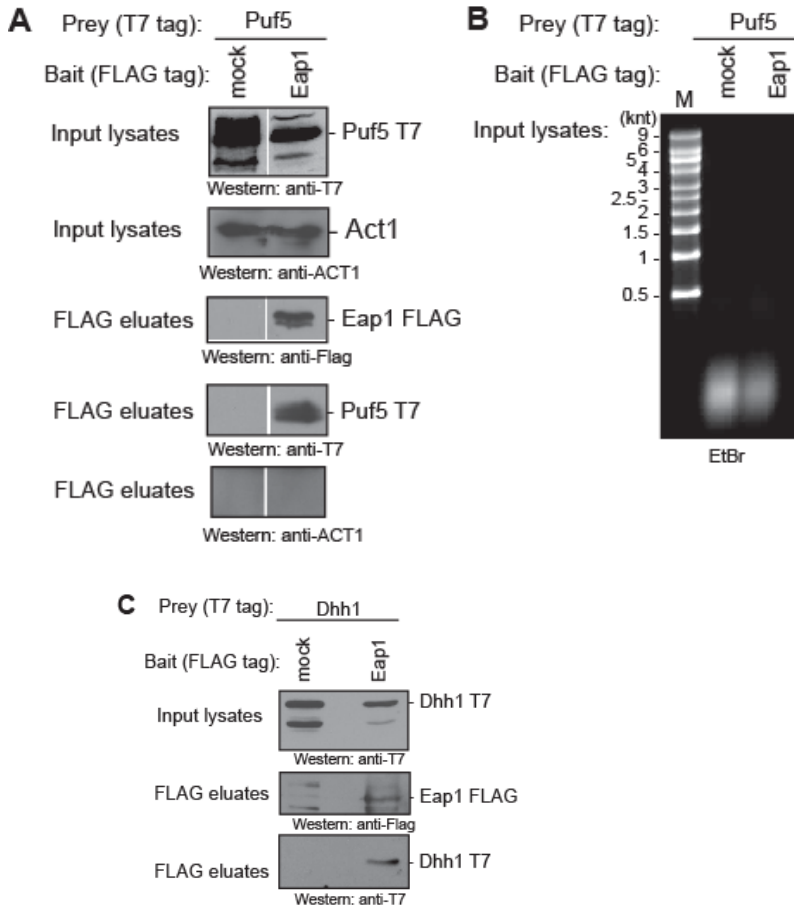 A
Prey (T7 tag): Puf5
Bait (FLAG tag): mock Eap1
Input lysates Puf5 T7
Western: anti-T7
Input lysates Act1
Western: anti-ACT1
FLAG eluates Eap1 FLAG
Western: anti-Flag
FLAG eluates Puf5 T7
Western: anti-T7
FLAG eluates
Western: anti-ACT1
B
Prey (T7 tag): Puf5
Bait (FLAG tag): mock Eap1
M
(knt)
Input lysates: 9
6
5
4
3
2.5
2
1.5
1
0.5
EtBr
C
Prey (T7 tag): Dhh1
Bait (FLAG tag): mock Eap1
Input lysates Dhh1 T7
Western: anti-T7
FLAG eluates Eap1 FLAG
Western: anti-Flag
FLAG eluates Dhh1 T7
Western: anti-T7